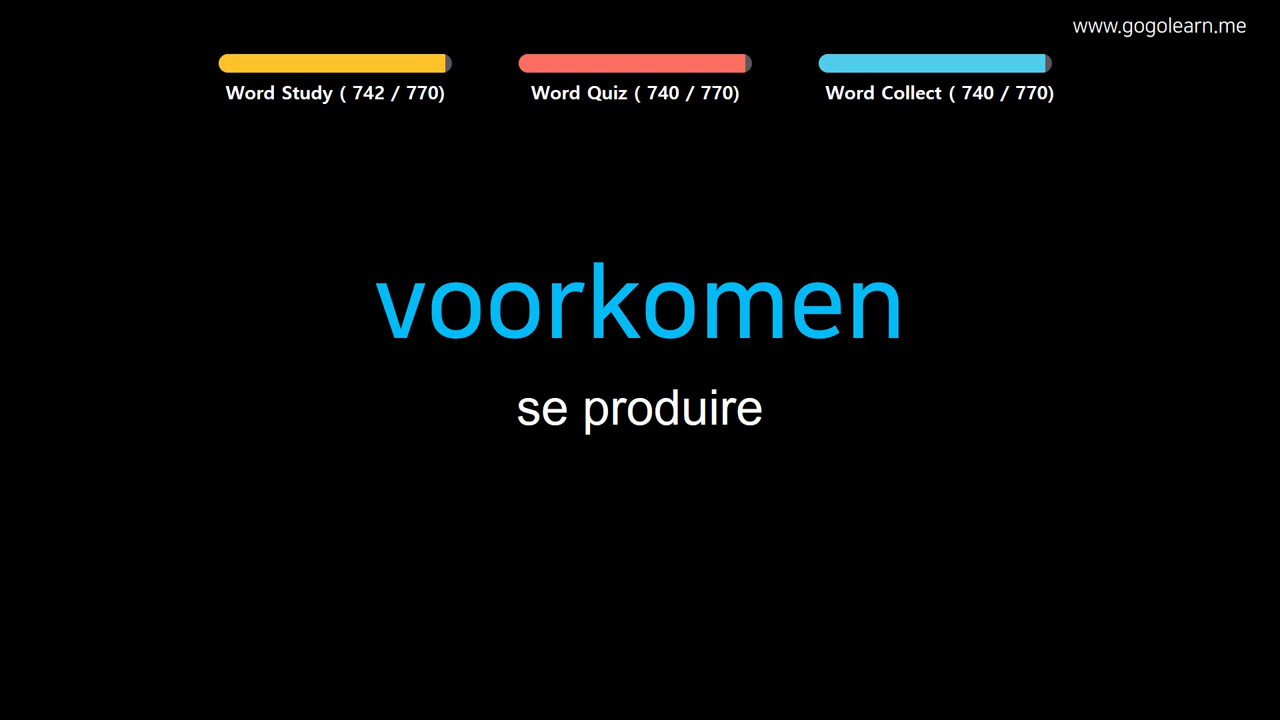 www.gogolearn.me
Word Study ( 742 / 770)
Word Quiz ( 740 / 770)
Word Collect ( 740 / 770)
voorkomen
se produire